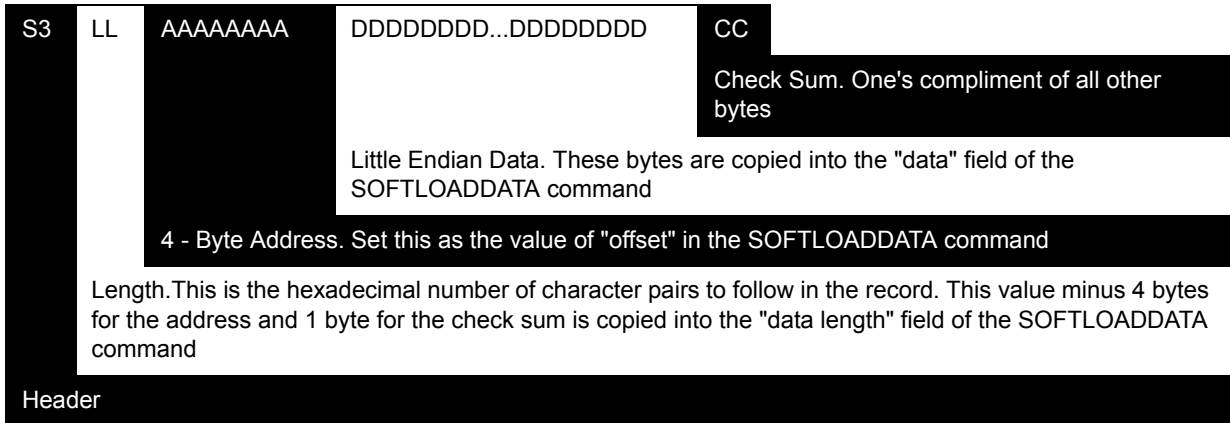 S3 LL AAAAAAAA DDDDDDDD...DDDDDDDD CC
Check Sum. One's compliment of all other
bytes
Little Endian Data. These bytes are copied into the "data" field of the
SOFTLOADDATA command
4 - Byte Address. Set this as the value of "offset" in the SOFTLOADDATA command
Length.This is the hexadecimal number of character pairs to follow in the record. This value minus 4 bytes
for the address and 1 byte for the check sum is copied into the "data length" field of the SOFTLOADDATA
command
Header